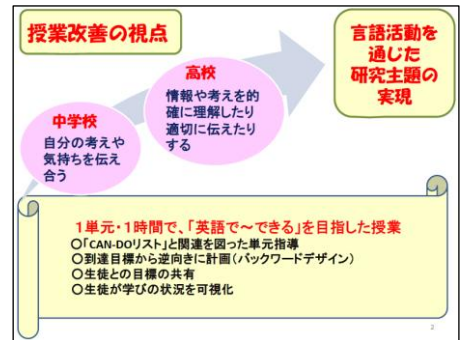 授業改善の視点
言語活動を
通じた
研究主題の
実現
高校
情報や考えを的
確に理解したり
適切に伝えたり
する
中学校
自分の考えや
気持ちを伝え
合う
1単元・1時間で、「英語で～できる」を目指した授業
○「CAN-DOリスト」と関連を図った単元指導
○到達目標から逆向きに計画(バックワードデザイン)
○生徒との目標の共有
○生徒が学びの状況を可視化
2